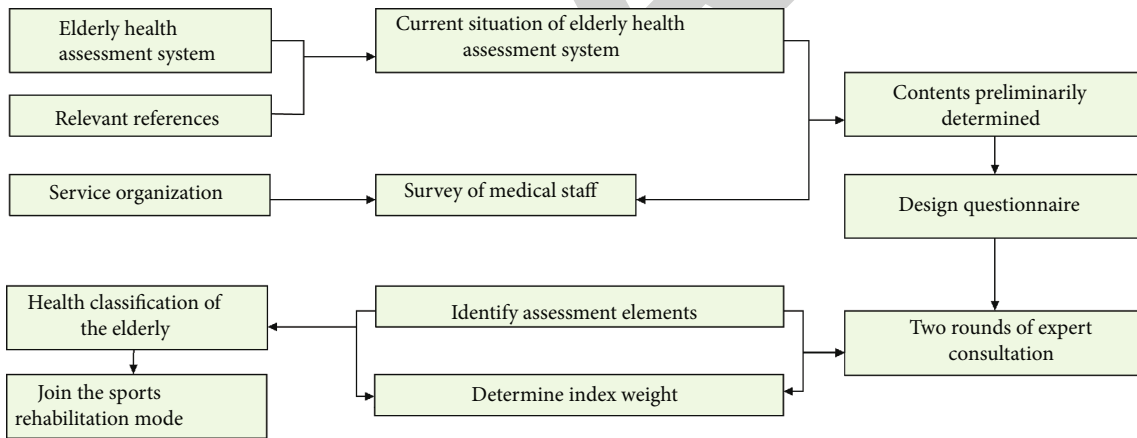 Elderly health
assessment system
Current situation of elderly health
assessment system
Relevant references
Contents preliminarily
determined
Service organization
Survey of medical staff
Design questionnaire
Health classification of
the elderly
Identify assessment elements
Two rounds of expert
consultation
Join the sports
rehabilitation mode
Determine index weight